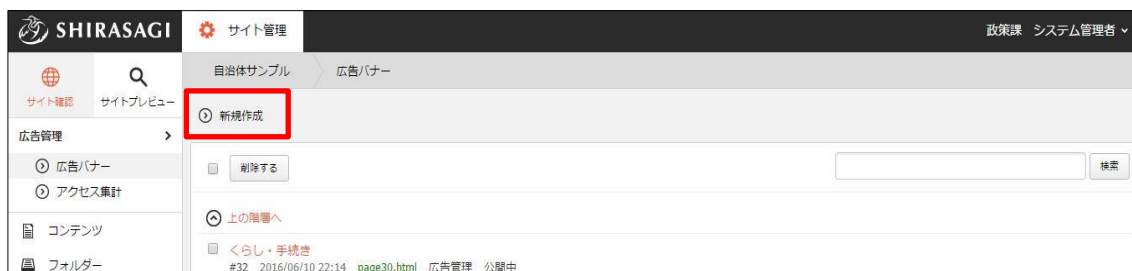 SHIRASAGI
サイト管理
政策課 システム管理者
サイト確認
サイトプレビュー
自治体サンプル
広告バナー
新規作成
広告管理
広告バナー
アクセス集計
削除する
検索
上の階層へ
コンテンツ
くらし・手続き
#32 2016/06/10 22:14 page30.html 広告管理 公開中
フォルダー